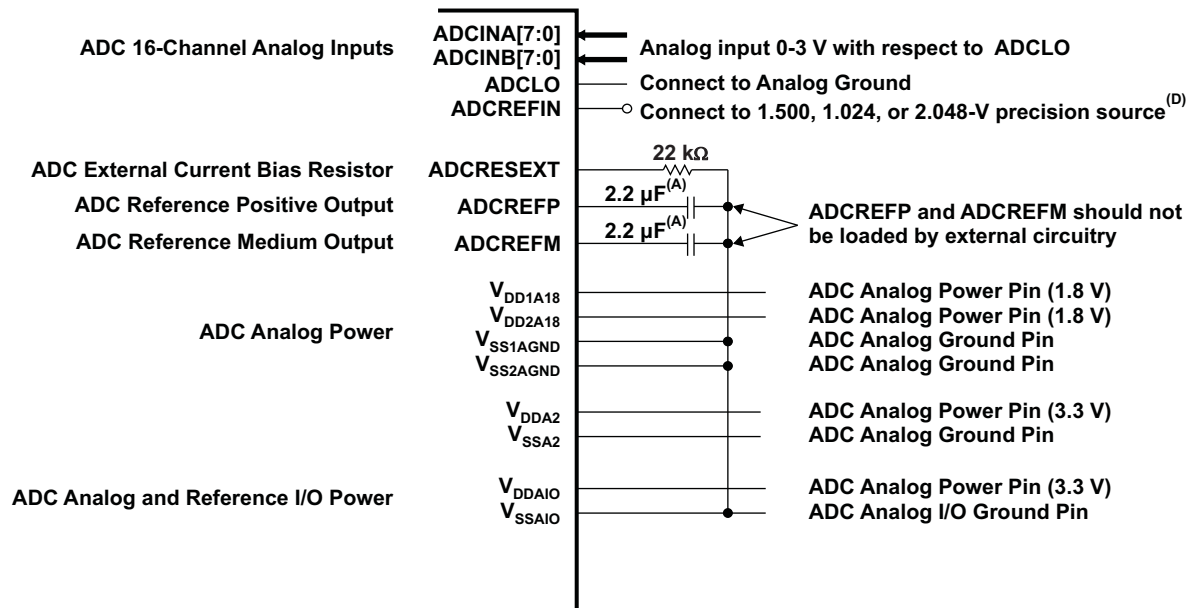 ADC 16-Channel Analog Inputs
ADCINA[7:0]
ADCINB[7:0]
Analog input 0-3 V with respect to ADCLO
ADCLO
Connect to Analog Ground
ADCREFIN
Connect to 1.500, 1.024, or 2.048-V precision source(D)
22 kΩ
ADC External Current Bias Resistor
ADCRESEXT
2.2 µF(A)
ADC Reference Positive Output
ADCREFP
ADCREFP and ADCREFM should not
be loaded by external circuitry
2.2 µF(A)
ADC Reference Medium Output
ADCREFM
VDD1A18
ADC Analog Power Pin (1.8 V)
VDD2A18
ADC Analog Power Pin (1.8 V)
ADC Analog Power
VSS1AGND
ADC Analog Ground Pin
VSS2AGND
ADC Analog Ground Pin
VDDA2
ADC Analog Power Pin (3.3 V)
VSSA2
ADC Analog Ground Pin
ADC Analog and Reference I/O Power
VDDAIO
ADC Analog Power Pin (3.3 V)
VSSAIO
ADC Analog I/O Ground Pin